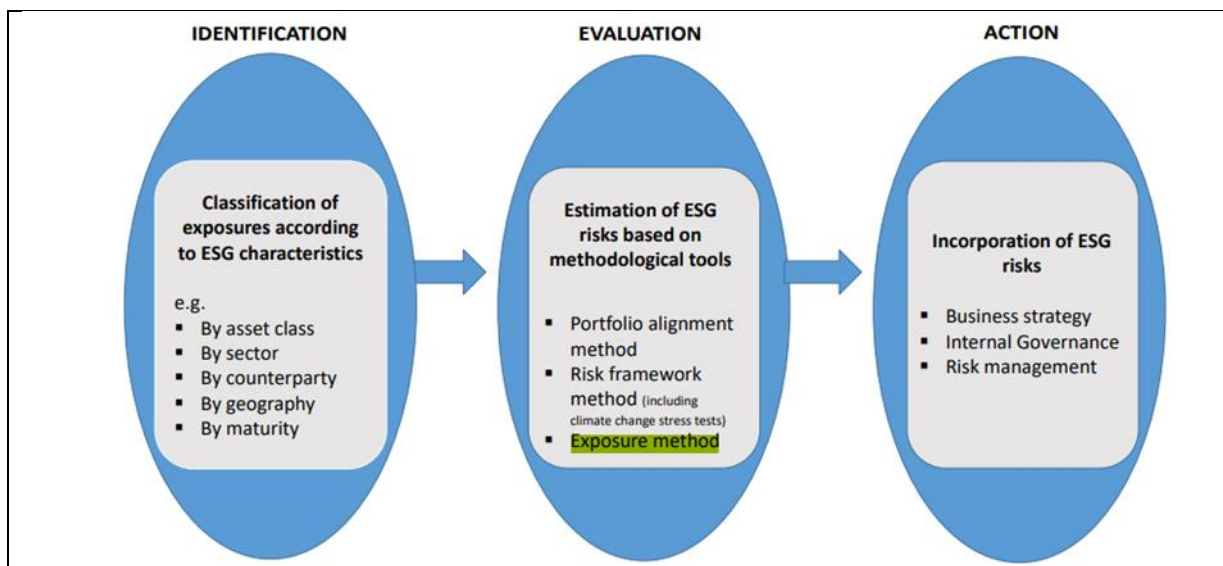 IDENTIFICATION
Classification of
exposures according
to ESG characteristics
e.g.
▪ By asset class
▪ By sector
▪ By counterparty
▪ By geography
▪ By maturity
EVALUATION
Estimation of ESG
risks based on
methodological tools
▪ Portfolio alignment
method
▪ Risk framework
method (including
climate change stress tests)
▪ Exposure method
ACTION
Incorporation of ESG
risks
▪ Business strategy
▪ Internal Governance
▪ Risk management